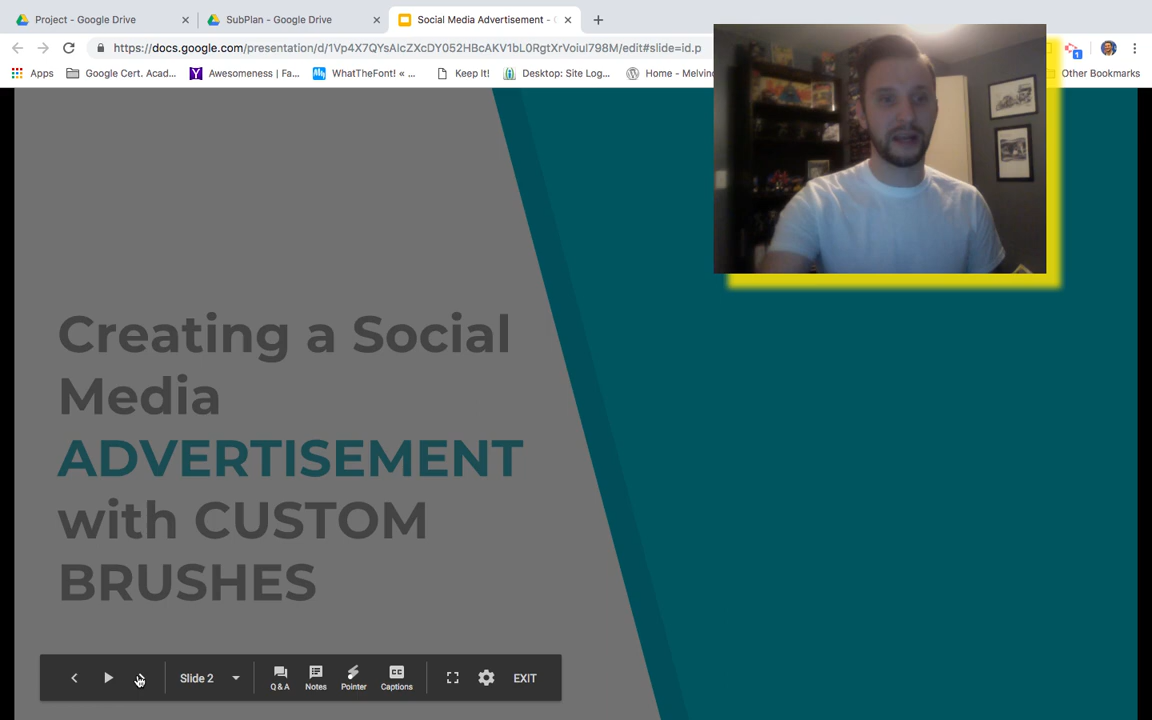 Project - Google Drive
SubPlan - Google Drive
Social Media Advertisement -
https://docs.google.com/presentation/d/1Vp4X7QYsAlcZXcDY052HBcAKV1bL0RgtXrVoiul798M/edit#slide=id.p
Apps
Google Cert. Acad...
Awesomeness | Fa...
WhatTheFont! « ...
Keep It!
Desktop: Site Log...
Home - Melvin
Other Bookmarks
1
Creating a Social
Media
ADVERTISEMENT
with CUSTOM
BRUSHES
Slide 2
Q & A
Notes
Pointer
CC
Captions
EXIT